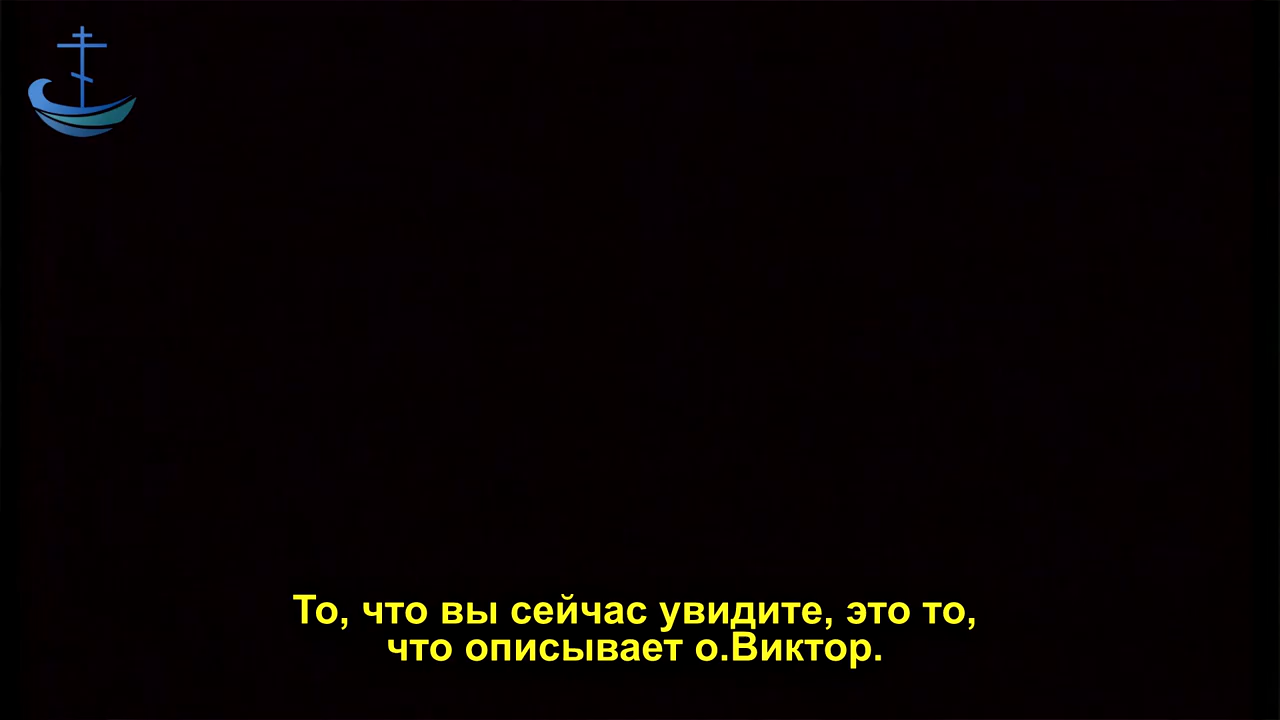 То, что вы сейчас увидите, это то,
что описывает о.Виктор.